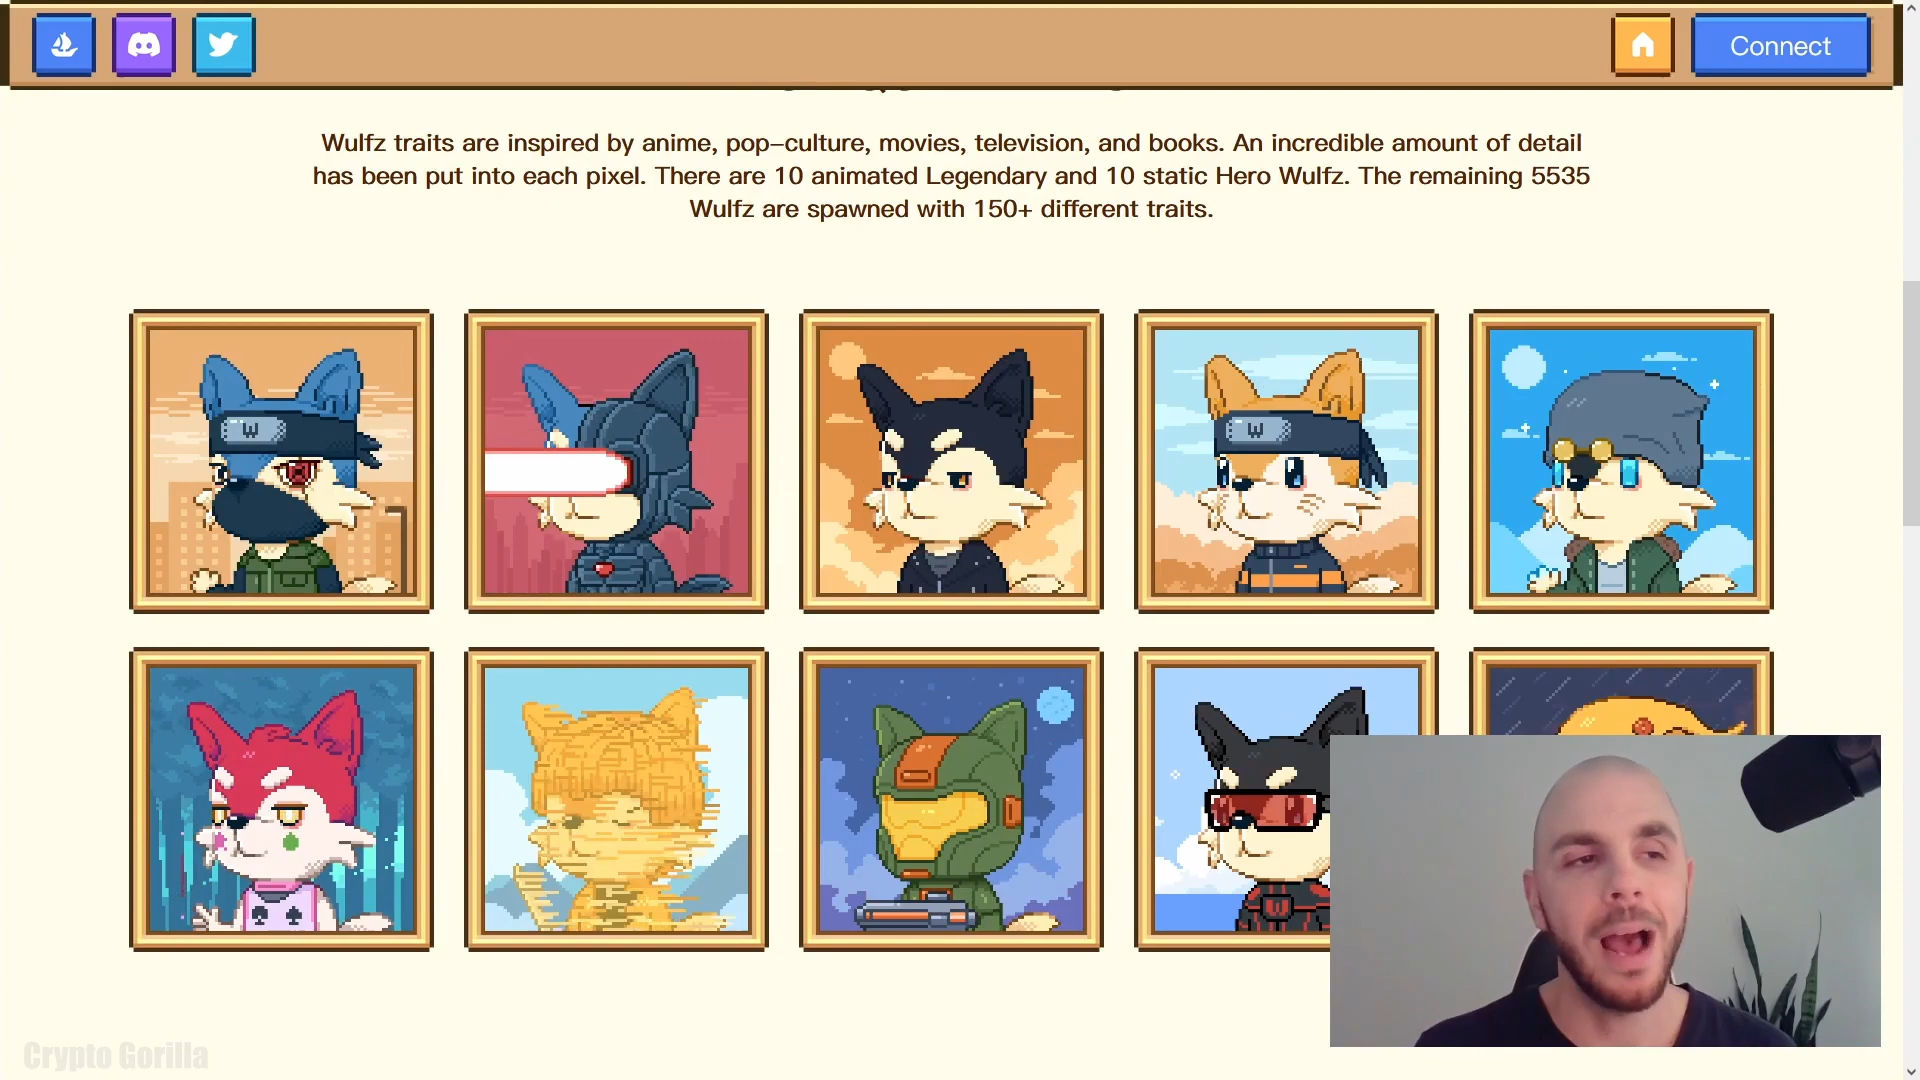 Connect
Wulfz traits are inspired by anime, pop-culture, movies, television, and books. An incredible amount of detail
has been put into each pixel. There are 10 animated Legendary and 10 static Hero Wulfz. The remaining 5535
Wulfz are spawned with 150+ different traits.
W
W
W
Crypto Gorilla